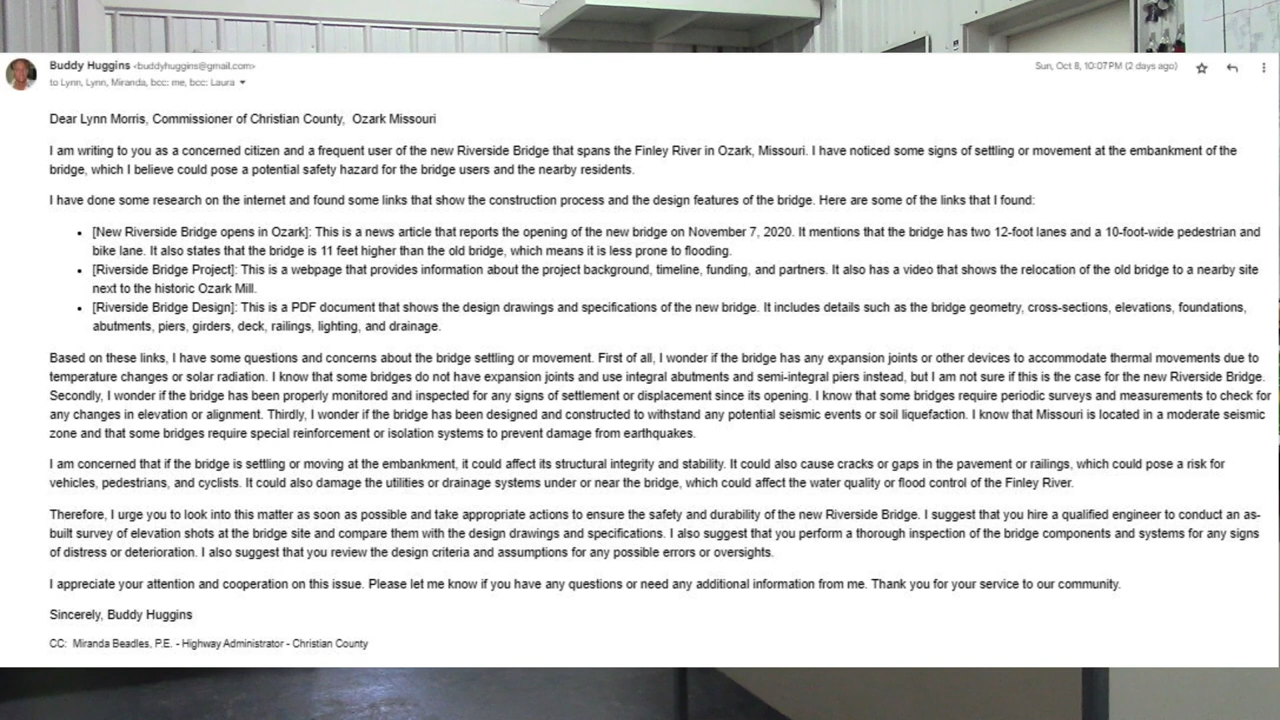 Buddy Huggins <buddyhuggins@gmail.com>
Sun, Oct 8, 10:07 PM (2 days ago)
to Lynn, Lynn, Miranda, bcc: me, bcc: Laura
Dear Lynn Morris, Commissioner of Christian County, Ozark Missouri
I am writing to you as a concerned citizen and a frequent user of the new Riverside Bridge that spans the Finley River in Ozark, Missouri. I have noticed some signs of settling or movement at the embankment of the
bridge, which I believe could pose a potential safety hazard for the bridge users and the nearby residents.
I have done some research on the internet and found some links that show the construction process and the design features of the bridge. Here are some of the links that I found:
• [New Riverside Bridge opens in Ozark]: This is a news article that reports the opening of the new bridge on November 7, 2020. It mentions that the bridge has two 12-foot lanes and a 10-foot-wide pedestrian and
bike lane. It also states that the bridge is 11 feet higher than the old bridge, which means it is less prone to flooding.
• [Riverside Bridge Project]: This is a webpage that provides information about the project background, timeline, funding, and partners. It also has a video that shows the relocation of the old bridge to a nearby site
next to the historic Ozark Mill.
• [Riverside Bridge Design]: This is a PDF document that shows the design drawings and specifications of the new bridge. It includes details such as the bridge geometry, cross-sections, elevations, foundations,
abutments, piers, girders, deck, railings, lighting, and drainage.
Based on these links, I have some questions and concerns about the bridge settling or movement. First of all, I wonder if the bridge has any expansion joints or other devices to accommodate thermal movements due to
temperature changes or solar radiation. I know that some bridges do not have expansion joints and use integral abutments and semi-integral piers instead, but I am not sure if this is the case for the new Riverside Bridge.
Secondly, I wonder if the bridge has been properly monitored and inspected for any signs of settlement or displacement since its opening. I know that some bridges require periodic surveys and measurements to check for
any changes in elevation or alignment. Thirdly, I wonder if the bridge has been designed and constructed to withstand any potential seismic events or soil liquefaction. I know that Missouri is located in a moderate seismic
zone and that some bridges require special reinforcement or isolation systems to prevent damage from earthquakes.
I am concerned that if the bridge is settling or moving at the embankment, it could affect its structural integrity and stability. It could also cause cracks or gaps in the pavement or railings, which could pose a risk for
vehicles, pedestrians, and cyclists. It could also damage the utilities or drainage systems under or near the bridge, which could affect the water quality or flood control of the Finley River.
Therefore, I urge you to look into this matter as soon as possible and take appropriate actions to ensure the safety and durability of the new Riverside Bridge. I suggest that you hire a qualified engineer to conduct an as-
built survey of elevation shots at the bridge site and compare them with the design drawings and specifications. I also suggest that you perform a thorough inspection of the bridge components and systems for any signs
of distress or deterioration. I also suggest that you review the design criteria and assumptions for any possible errors or oversights.
I appreciate your attention and cooperation on this issue. Please let me know if you have any questions or need any additional information from me. Thank you for your service to our community.
Sincerely, Buddy Huggins
CC: Miranda Beadles, P.E. - Highway Administrator - Christian County